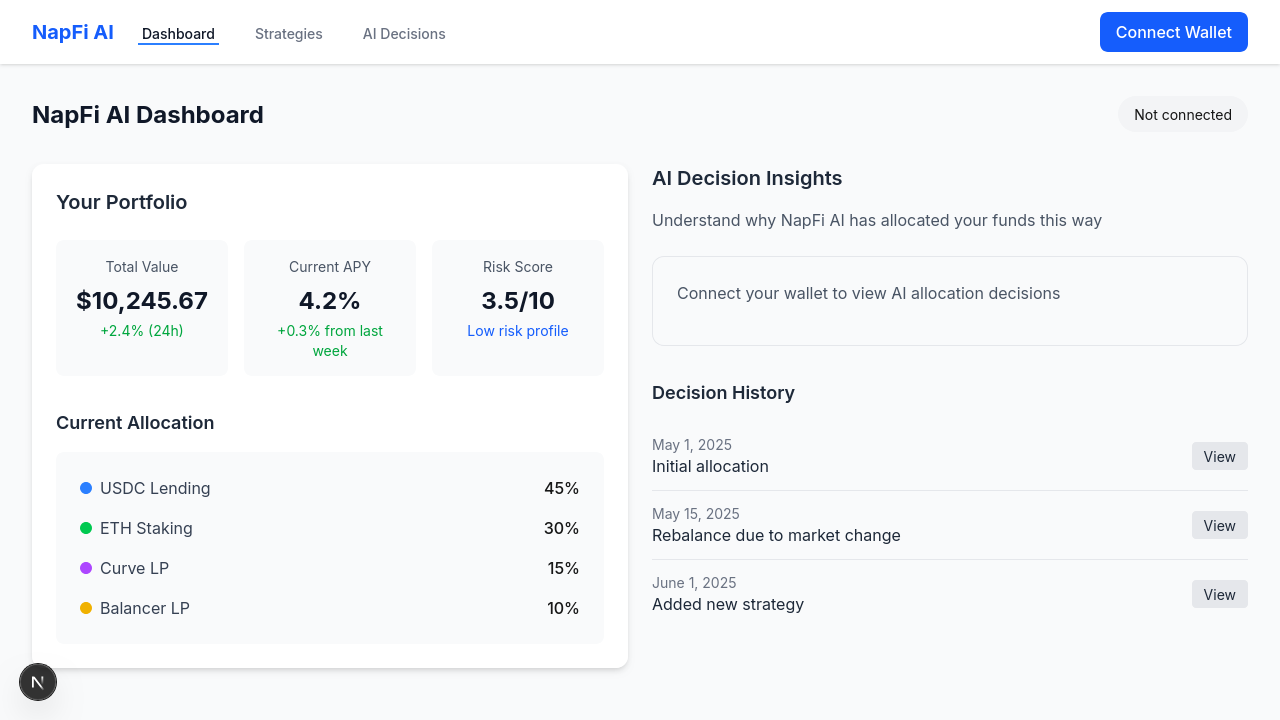 NapFi AI
Dashboard
Strategies
AI Decisions
Connect Wallet
NapFi AI Dashboard
Not connected
Your Portfolio
Total Value
$10,245.67
+2.4% (24h)
Current APY
4.2%
+0.3% from last
week
Risk Score
3.5/10
Low risk profile
Current Allocation
USDC Lending 45%
ETH Staking 30%
Curve LP 15%
Balancer LP 10%
AI Decision Insights
Understand why NapFi AI has allocated your funds this way
Connect your wallet to view AI allocation decisions
Decision History
May 1, 2025
Initial allocation
View
May 15, 2025
Rebalance due to market change
View
June 1, 2025
Added new strategy
View
N